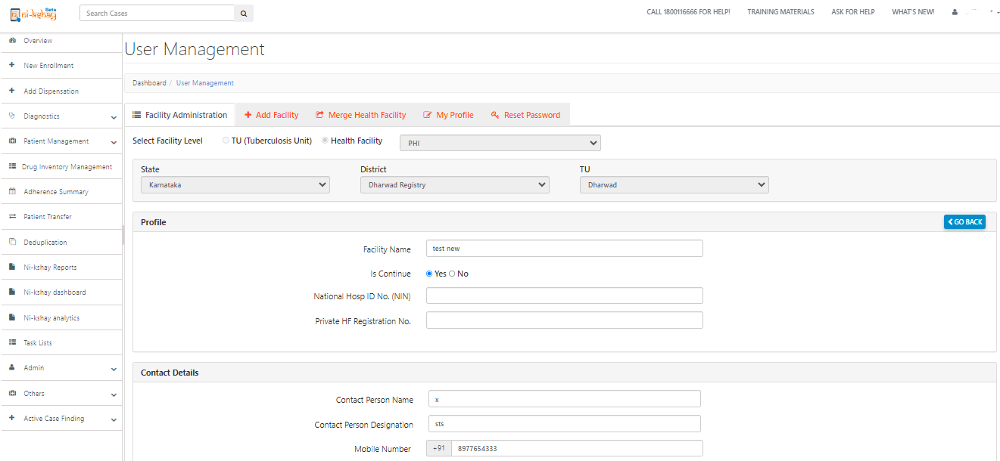 Beta
ni-kshay
Search Cases
CALL 1800116666 FOR HELP! TRAINING MATERIALS ASK FOR HELP WHAT'S NEW!
Overview
New Enrollment
Add Dispensation
Diagnostics
Patient Management
Drug Inventory Management
Adherence Summary
Patient Transfer
Deduplication
Ni-kshay Reports
Ni-kshay dashboard
Ni-kshay analytics
Task Lists
Admin
Others
Active Case Finding
User Management
Dashboard / User Management
Facility Administration Add Facility Merge Health Facility My Profile Reset Password
Select Facility Level TU (Tuberculosis Unit) Health Facility PHI
State District TU
Karnataka Dharwad Registry Dharwad
Profile GO BACK
Facility Name test new
Is Continue Yes No
National Hosp ID No. (NIN)
Private HF Registration No.
Contact Details
Contact Person Name x
Contact Person Designation sts
Mobile Number +91 8977654333